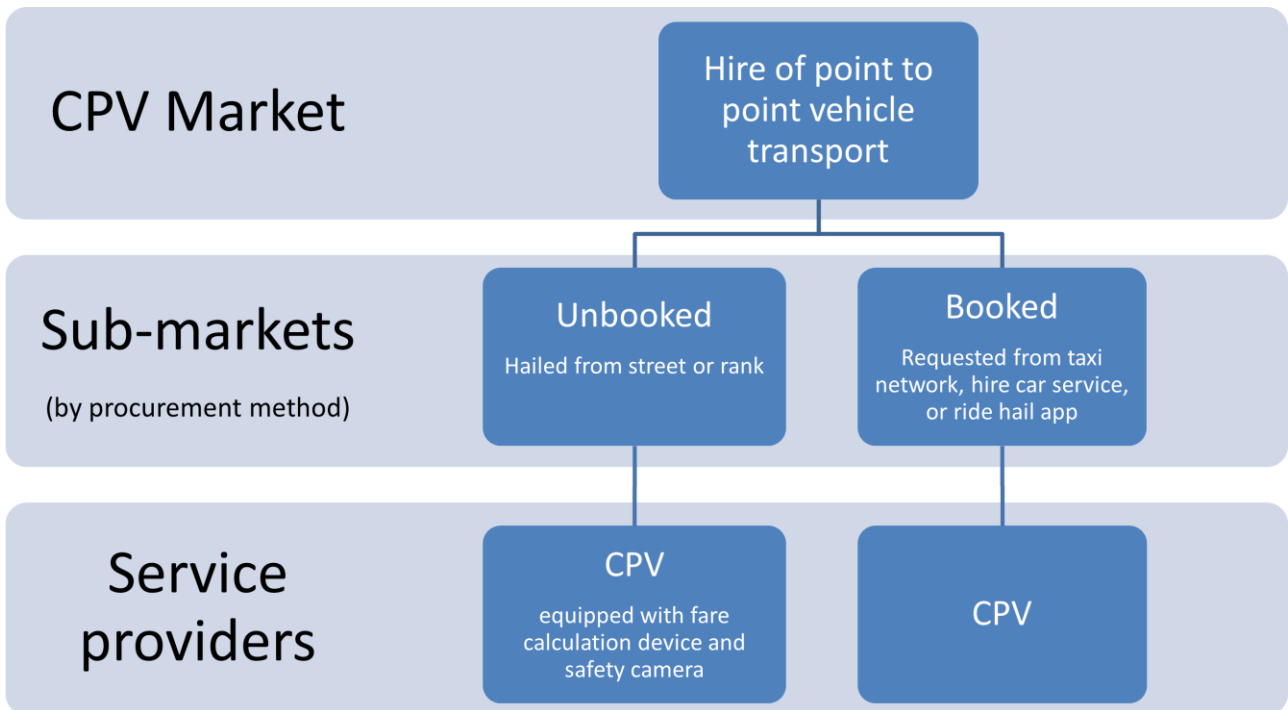 CPV Market
Hire of point to
point vehicle
transport
Sub-markets
(by procurement method)
Unbooked
Hailed from street or rank
Booked
Requested from taxi
network, hire car service,
or ride hail app
Service
providers
CPV
equipped with fare
calculation device and
safety camera
CPV